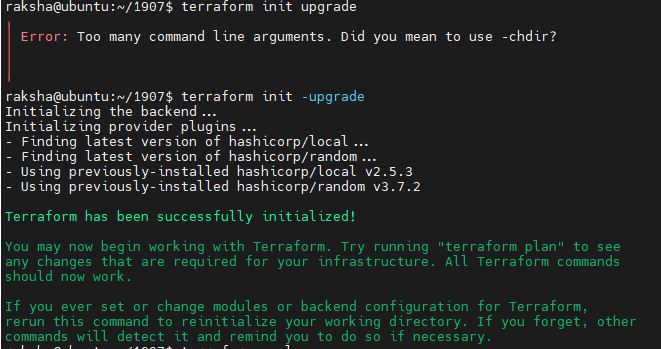 raksha@ubuntu:~/1907$ terraform init upgrade
Error: Too many command line arguments. Did you mean to use -chdir?
raksha@ubuntu:~/1907$ terraform init -upgrade
Initializing the backend...
Initializing provider plugins...
- Finding latest version of hashicorp/local...
- Finding latest version of hashicorp/random...
- Using previously-installed hashicorp/local v2.5.3
- Using previously-installed hashicorp/random v3.7.2
Terraform has been successfully initialized!
You may now begin working with Terraform. Try running "terraform plan" to see
any changes that are required for your infrastructure. All Terraform commands
should now work.
If you ever set or change modules or backend configuration for Terraform,
rerun this command to reinitialize your working directory. If you forget, other
commands will detect it and remind you to do so if necessary.